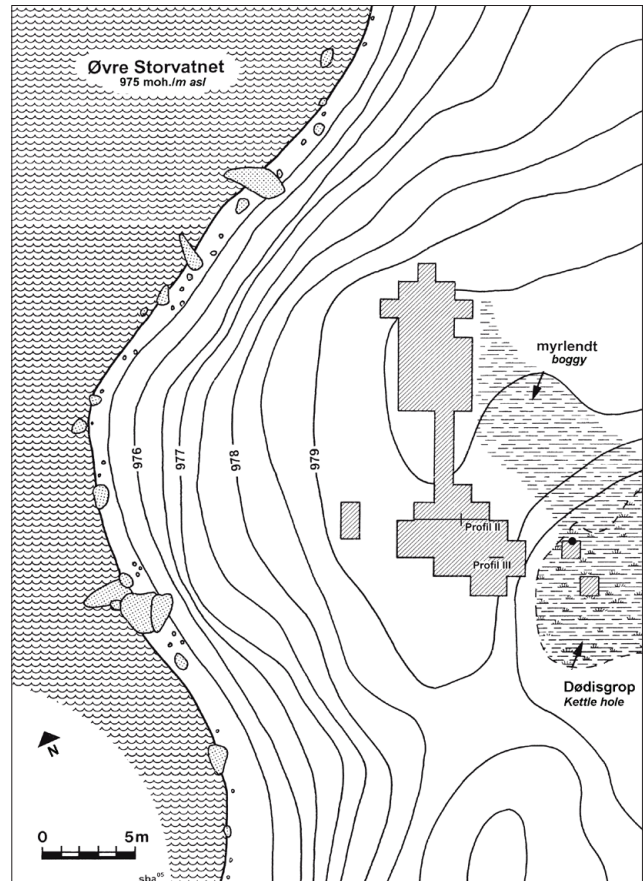 Øvre Storvatnet
975 moh./m asl
myrlendt
boggy
976
977
978
979
Profil II
Profil III
Dødisgrop
Kettle hole
N
0 5m
sba05